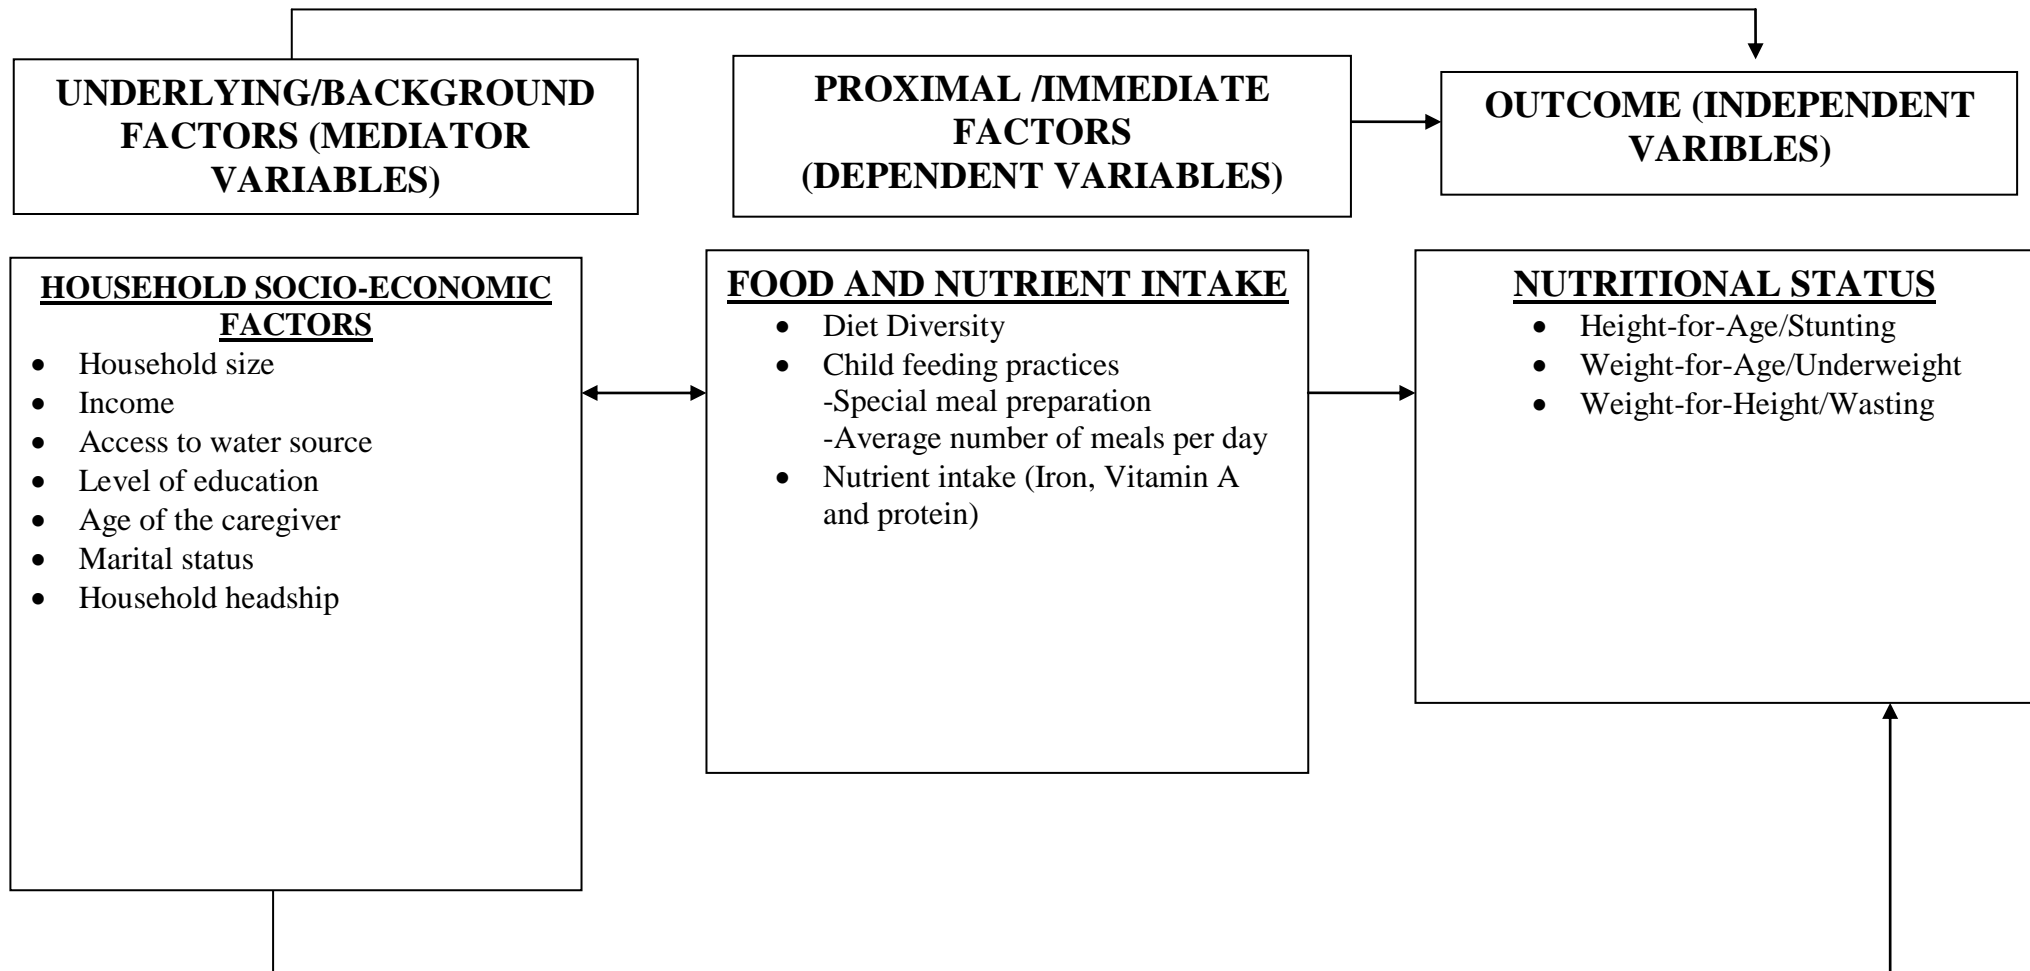 UNDERLYING/BACKGROUND
FACTORS (MEDIATOR
VARIABLES)
PROXIMAL /IMMEDIATE
FACTORS
(DEPENDENT VARIABLES)
OUTCOME (INDEPENDENT
VARIBLES)
HOUSEHOLD SOCIO-ECONOMIC
FACTORS
• Household size
• Income
• Access to water source
• Level of education
• Age of the caregiver
• Marital status
• Household headship
FOOD AND NUTRIENT INTAKE
• Diet Diversity
• Child feeding practices
-Special meal preparation
-Average number of meals per day
• Nutrient intake (Iron, Vitamin A
and protein)
NUTRITIONAL STATUS
• Height-for-Age/Stunting
• Weight-for-Age/Underweight
• Weight-for-Height/Wasting